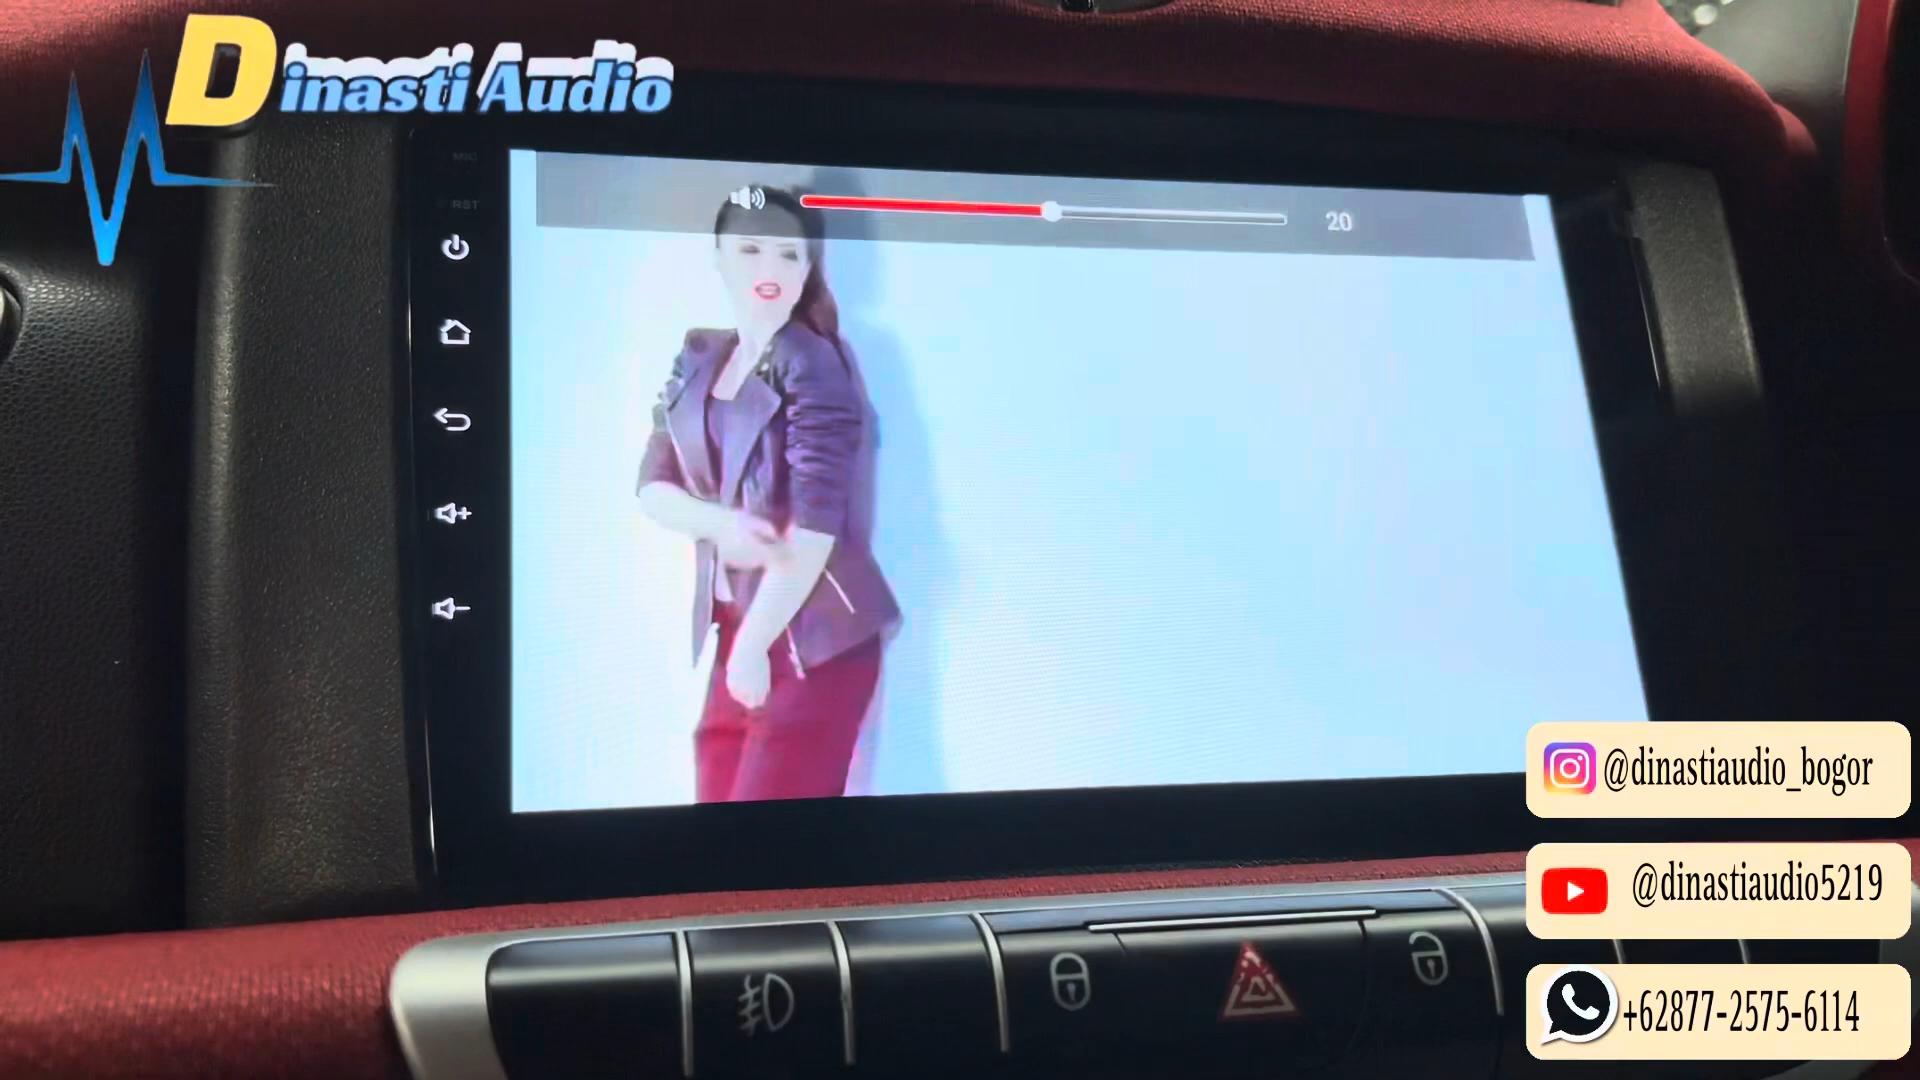 Dinasti Audio
MIC
RST
20
@dinastiaudio_bogor
@dinastiaudio5219
+62877-2575-6114